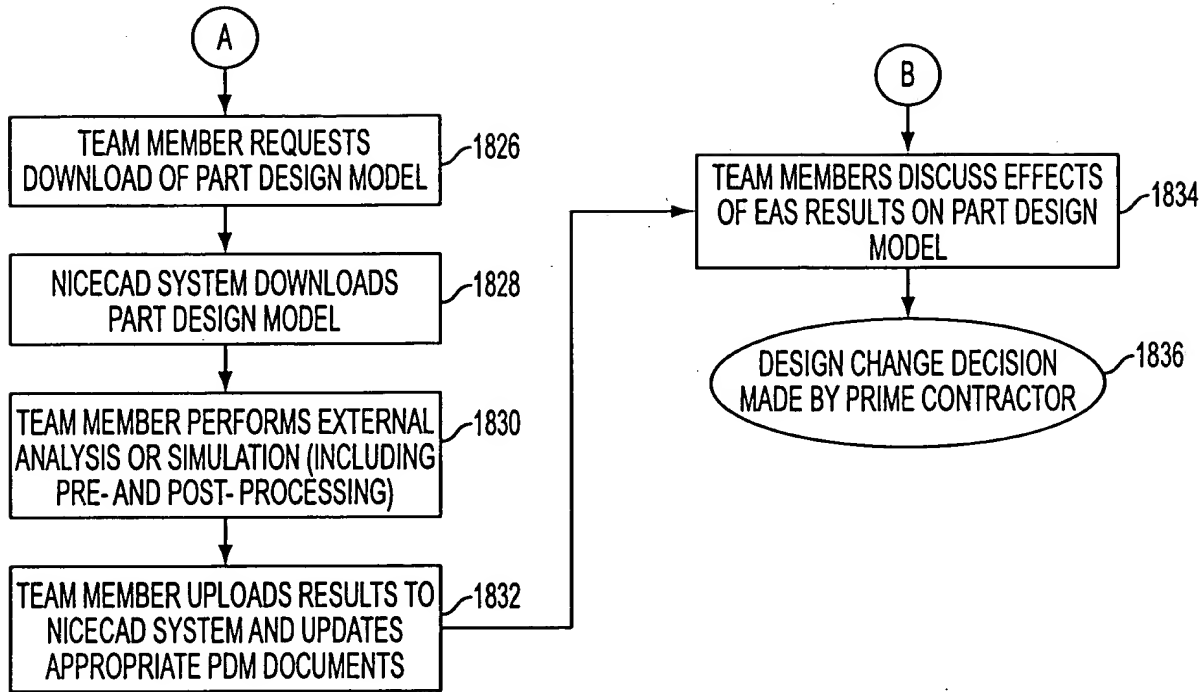 A
TEAM MEMBER REQUESTS
DOWNLOAD OF PART DESIGN MODEL
1826
NICECAD SYSTEM DOWNLOADS
PART DESIGN MODEL
1828
TEAM MEMBER PERFORMS EXTERNAL
ANALYSIS OR SIMULATION (INCLUDING
PRE- AND POST- PROCESSING)
1830
TEAM MEMBER UPLOADS RESULTS TO
NICECAD SYSTEM AND UPDATES
APPROPRIATE PDM DOCUMENTS
1832
B
TEAM MEMBERS DISCUSS EFFECTS
OF EAS RESULTS ON PART DESIGN
MODEL
1834
DESIGN CHANGE DECISION
MADE BY PRIME CONTRACTOR
1836